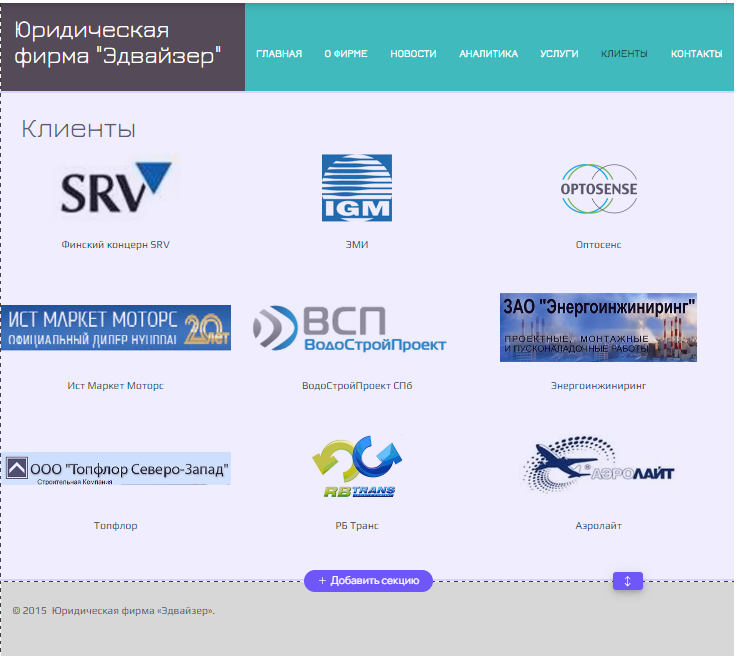 Юридическая
фирма "Эдвайзер"
ГЛАВНАЯ О ФИРМЕ НОВОСТИ АНАЛИТИКА УСЛУГИ КЛИЕНТЫ КОНТАКТЫ
Клиенты
SRV
IGM
OPTOSENSE
Финский концерн SRV
ЗМИ
Оптосенс
ИСТ МАРКЕТ МОТОРС
ОФИЦИАЛЬНЫЙ ДИЛЕР HYUNDAI
20 лет
ВСП
ВодоСтройПроект
ЗАО "Энергоинжиниринг"
ПРОЕКТНЫЕ, МОНТАЖНЫЕ
И ПУСКОНАЛАДОЧНЫЕ РАБОТЫ
Ист Маркет Моторс
ВодоСтройПроект СПб
Энергоинжиниринг
ООО "Топфлор Северо-Запад"
Строительная Компания
RBTRANS
АЭРОЛАЙТ
Топфлор
РБ Транс
Аэролайт
+ Добавить секцию
© 2015 Юридическая фирма «Эдвайзер».